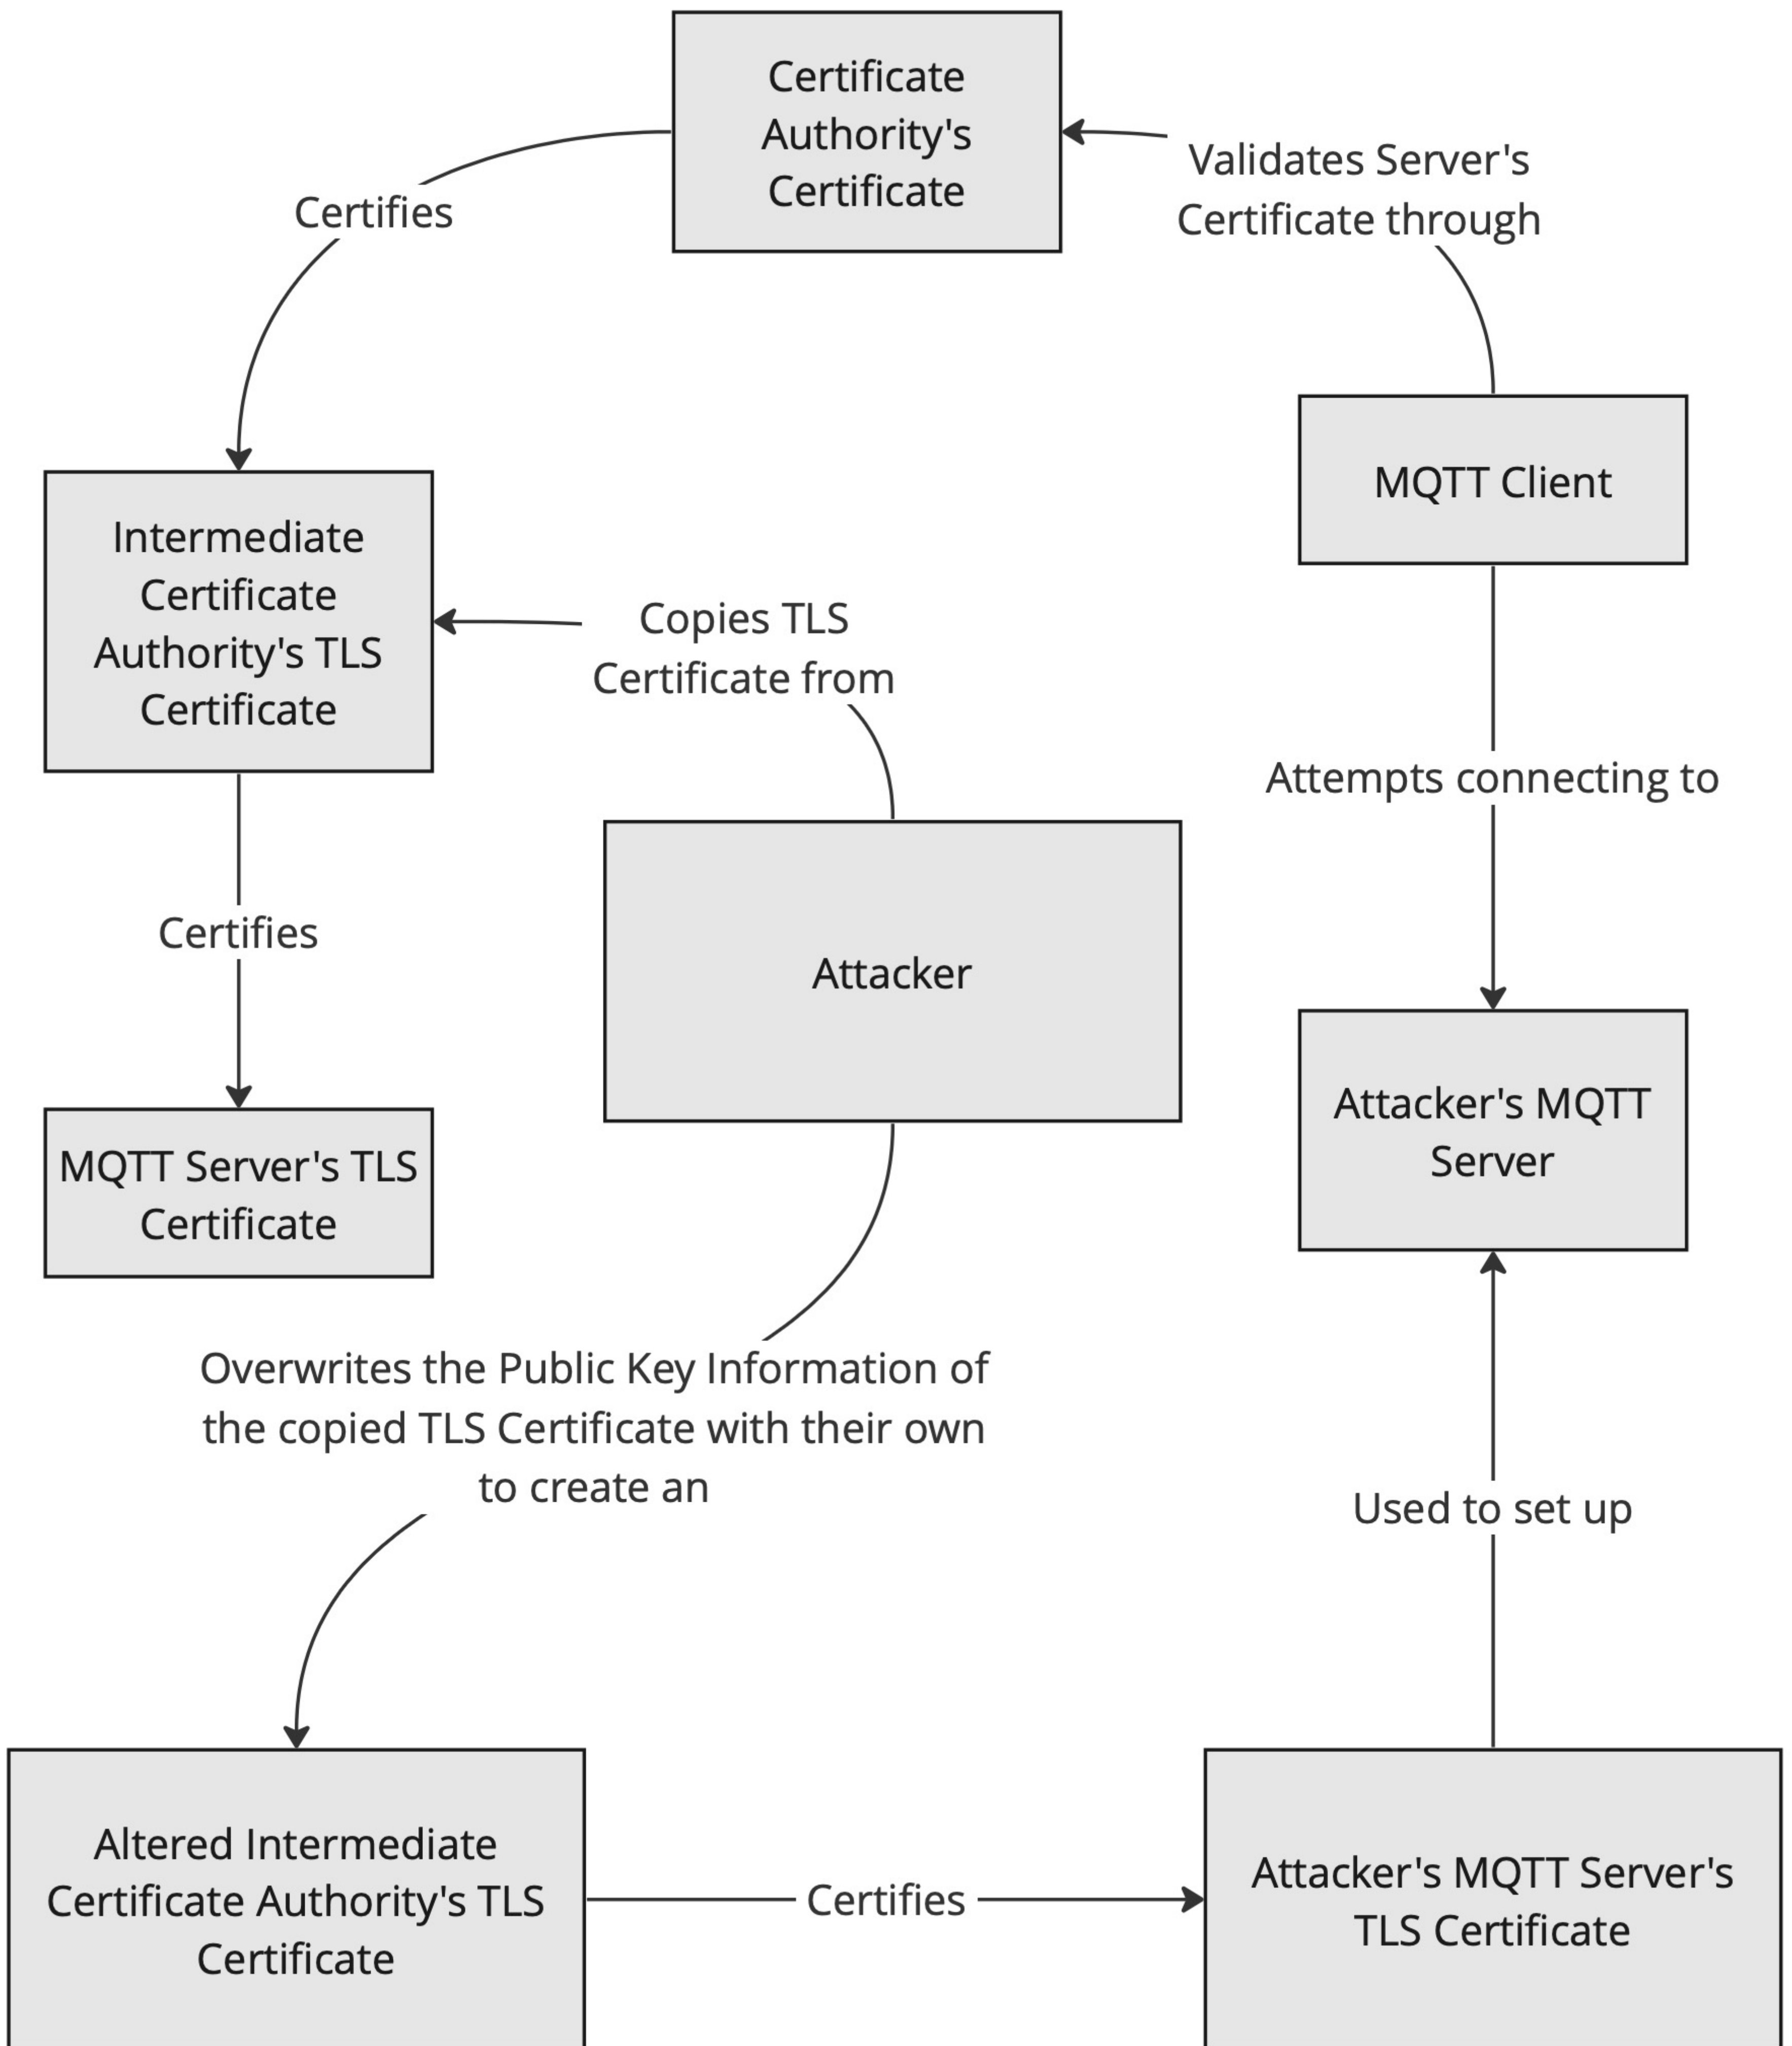 Certificate
Authority's
Certificate
Validates Server's
Certificate through
Certifies
MQTT Client
Intermediate
Certificate
Authority's TLS
Certificate
Copies TLS
Certificate from
Attempts connecting to
Certifies
Attacker
Attacker's MQTT
Server
MQTT Server's TLS
Certificate
Overwrites the Public Key Information of
the copied TLS Certificate with their own
to create an
Used to set up
Altered Intermediate
Certificate Authority's TLS
Certificate
Certifies
Attacker's MQTT Server's
TLS Certificate